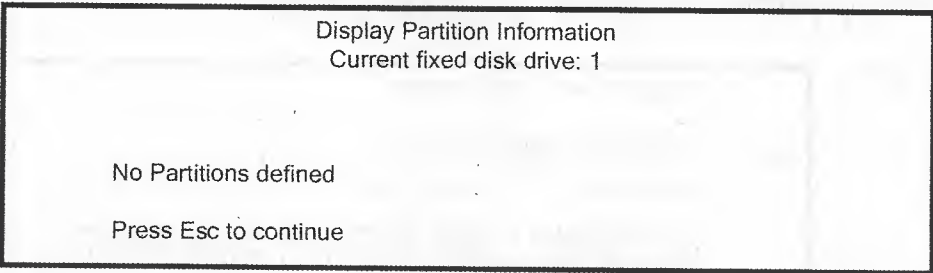 Display Partition Information
Current fixed disk drive: 1
No Partitions defined
Press Esc to continue